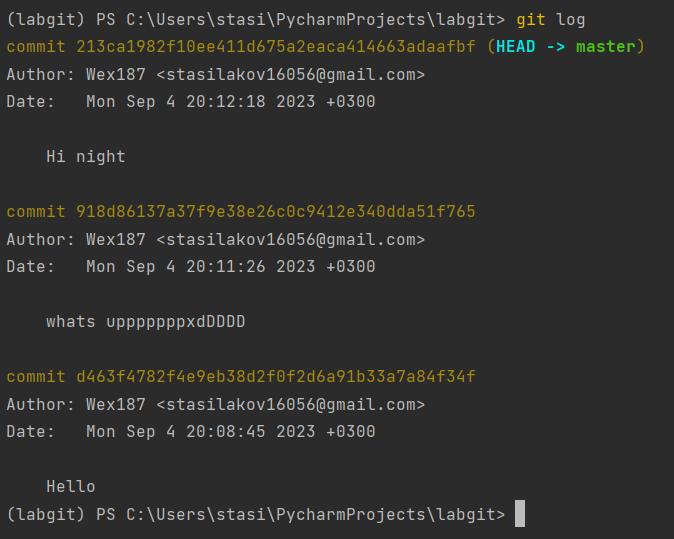 (labgit) PS C:\Users\stasi\PycharmProjects\labgit> git log
commit 213ca1982f10ee411d675a2eaca414663adaafbf (HEAD -> master)
Author: Wex187 <stasilakov16056@gmail.com>
Date:   Mon Sep 4 20:12:18 2023 +0300
Hi night
commit 918d86137a37f9e38e26c0c9412e340dda51f765
Author: Wex187 <stasilakov16056@gmail.com>
Date:   Mon Sep 4 20:11:26 2023 +0300
whats upppppppxdDDDD
commit d463f4782f4e9eb38d2f0f2d6a91b33a7a84f34f
Author: Wex187 <stasilakov16056@gmail.com>
Date:   Mon Sep 4 20:08:45 2023 +0300
Hello
(labgit) PS C:\Users\stasi\PycharmProjects\labgit>